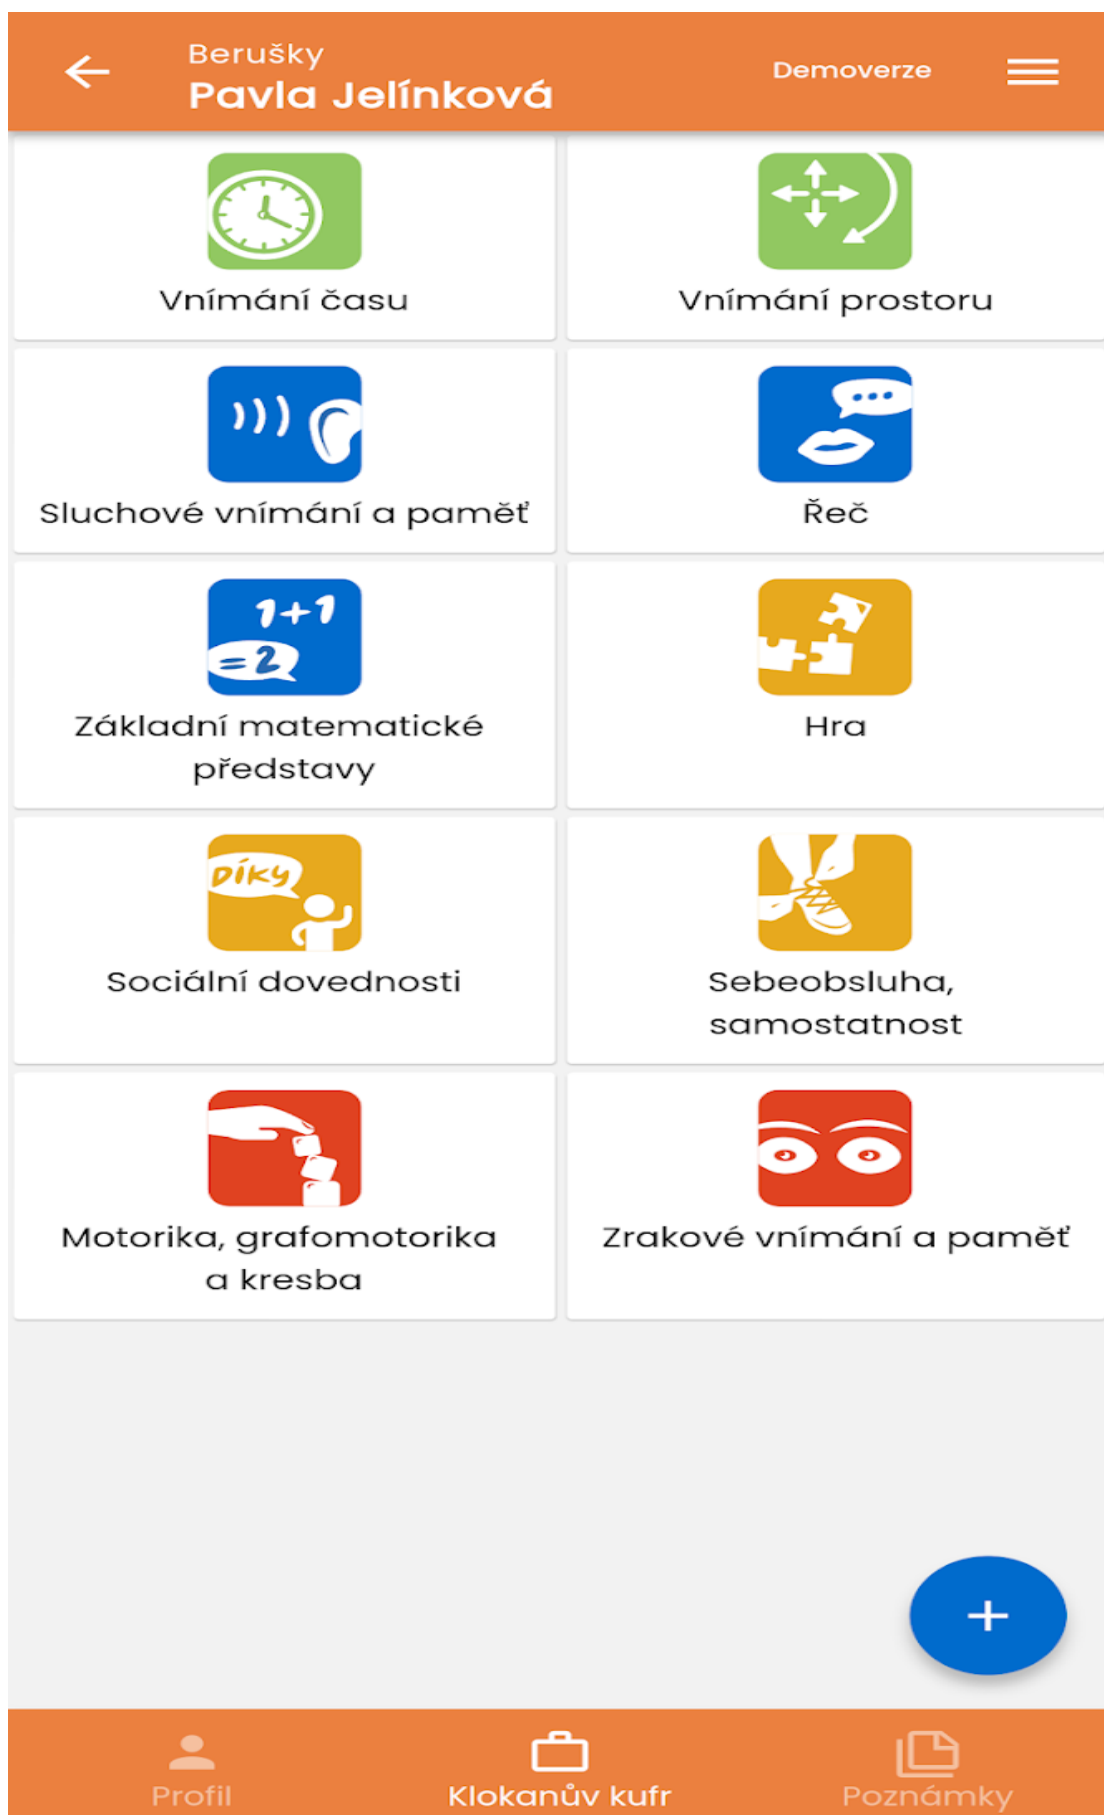 Berušky
Pavla Jelínková
Demoverze
Vnímání času
Vnímání prostoru
Sluchové vnímání a paměť
Řeč
1+1
=2
Základní matematické
představy
Hra
DÍKY
Sociální dovednosti
Sebeobsluha,
samostatnost
Motorika, grafomotorika
a kresba
Zrakové vnímání a paměť
+
Profil
Klokanův kufr
Poznámky